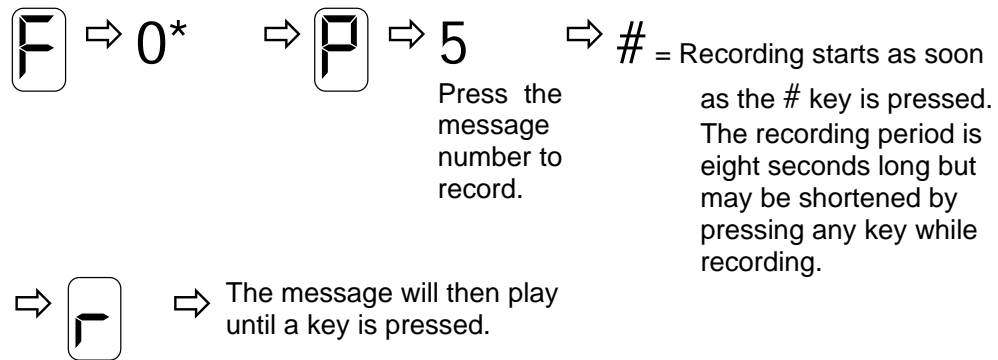 F ⇨ 0* ⇨ P ⇨ 5 ⇨ # = Recording starts as soon
as the # key is pressed.
The recording period is
eight seconds long but
may be shortened by
pressing any key while
recording.
Press the
message
number to
record.
⇨ r ⇨ The message will then play
until a key is pressed.